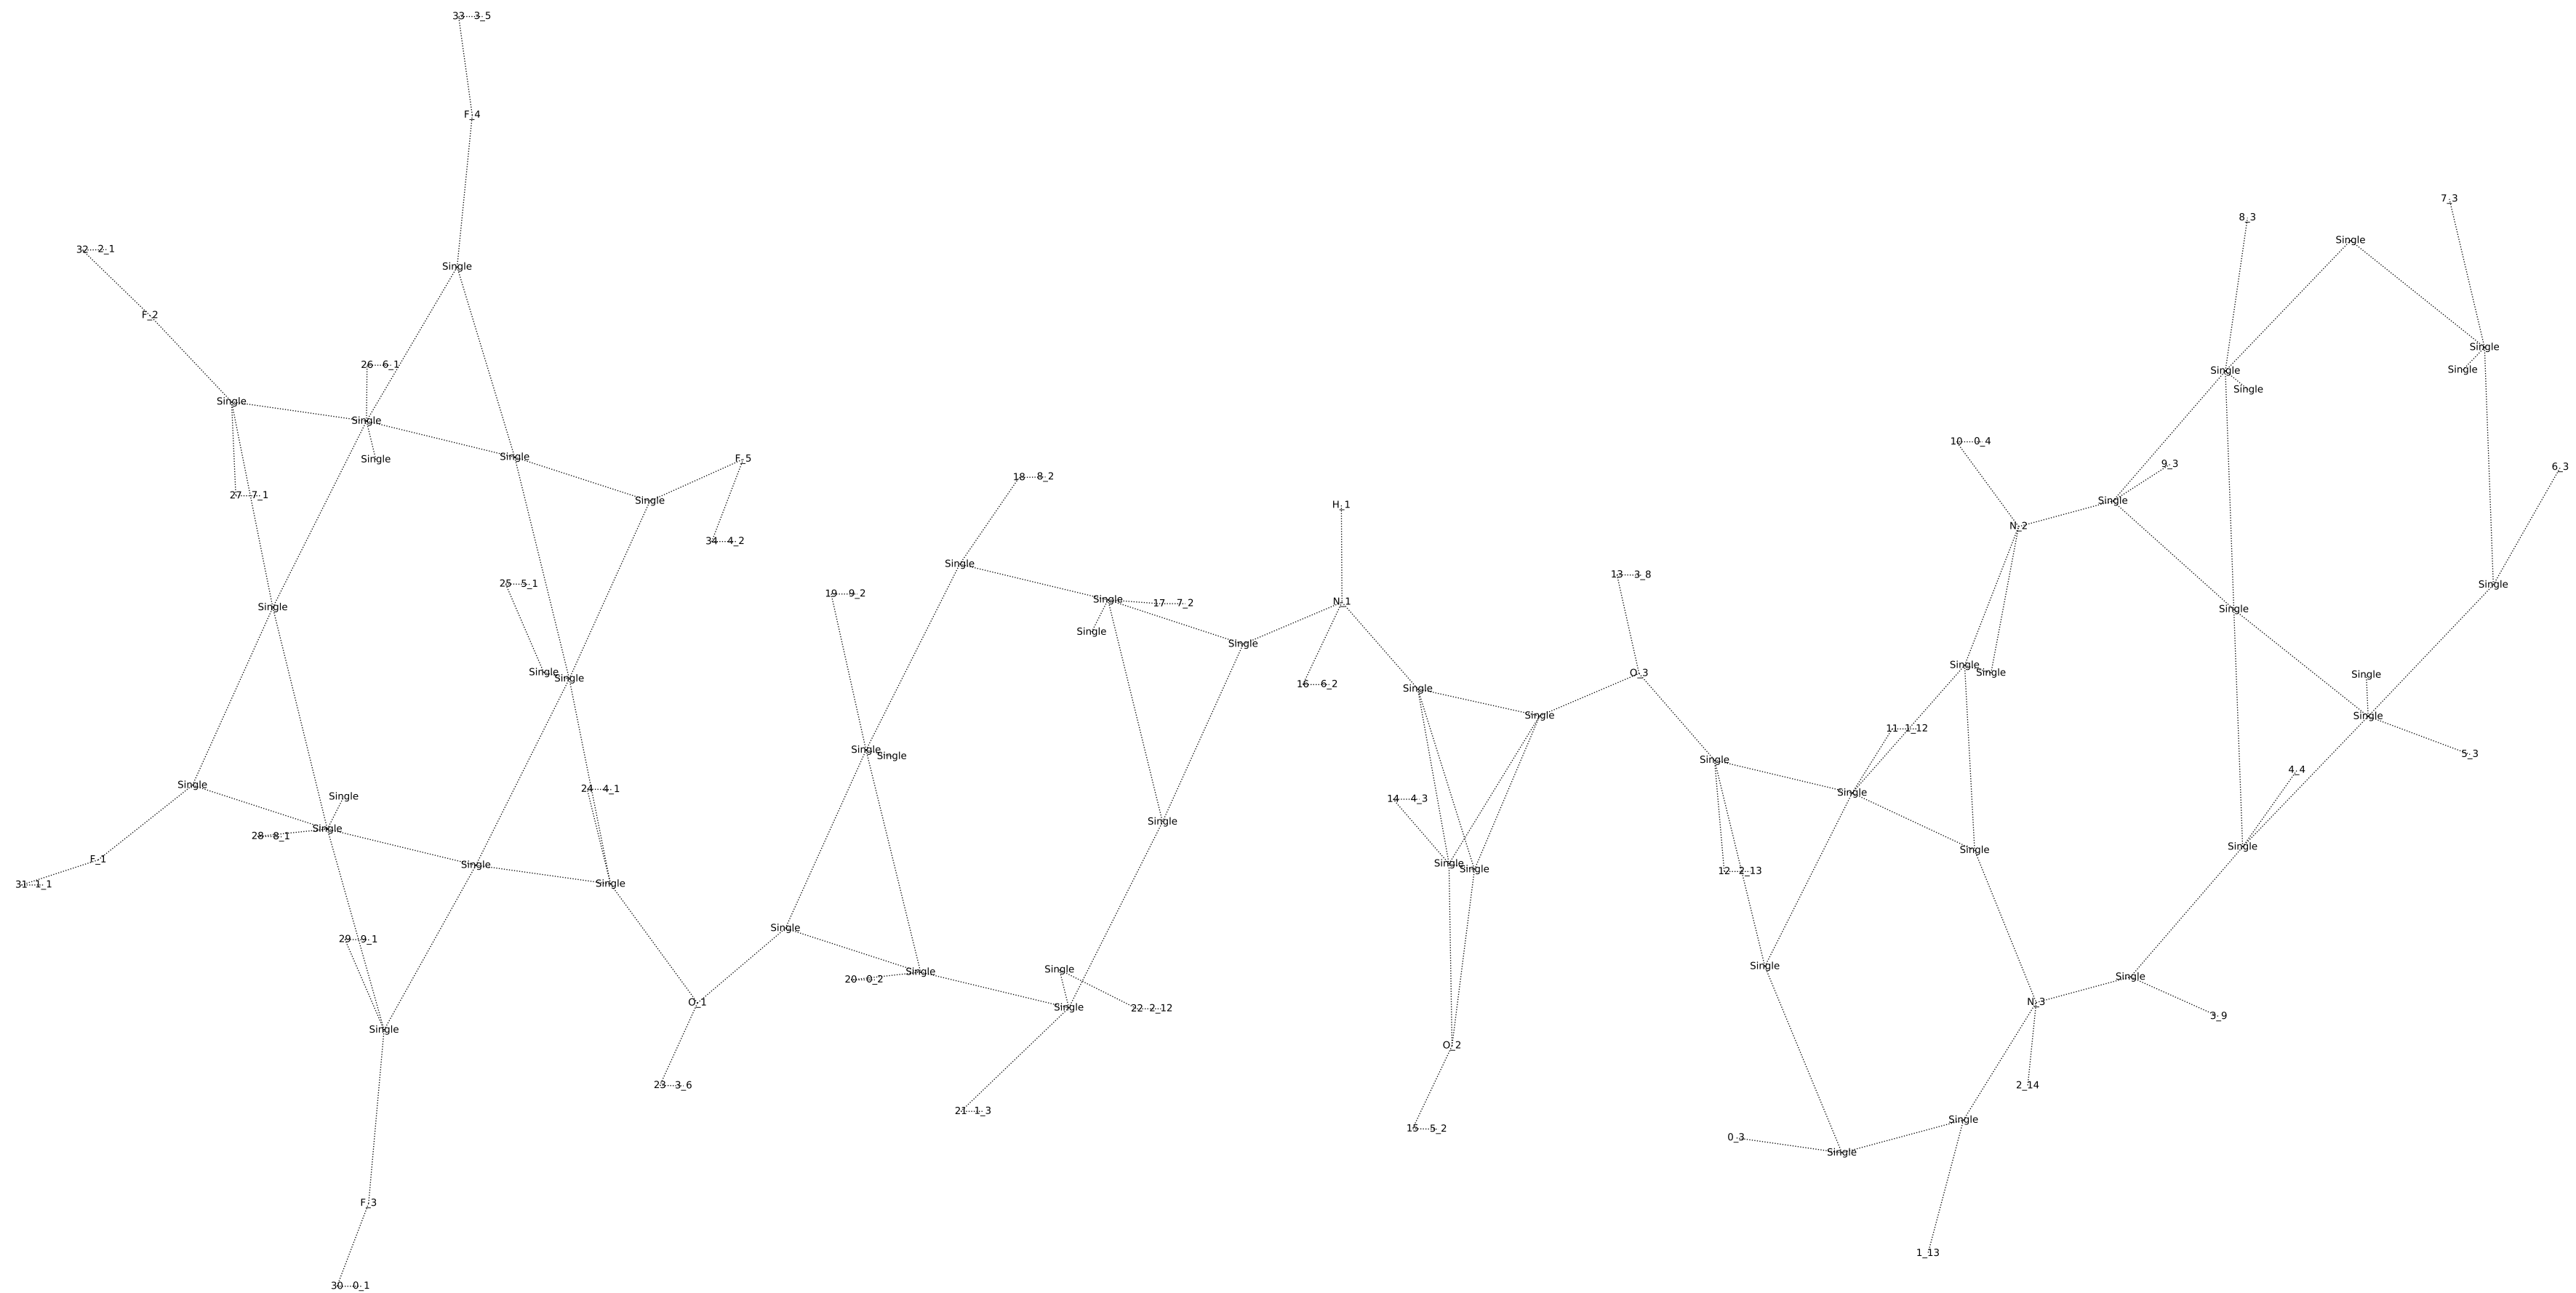 33 3_5
F_4
7_3
8_3
Single
32 2_1
Single
F_2
Single
26 6_1
Single
Single
Single
Single
Single
10 0_4
Single
Single
F_5
9_3
6_3
18 8_2
27 7_1
Single
Single
H_1
N_2
34 4_2
Single
13 3_8
25 5_1
Single
19 9_2
Single
N_1
17 7_2
Single
Single
Single
Single
Single
Single
O_3
Single
Single
Single
16 6_2
Single
Single
Single
11 1_12
Single
Single
5_3
Single
4_4
Single
24 4_1
Single
Single
14 4_3
Single
Single
28 8_1
Single
Single
F_1
Single
Single
Single
12 2_13
31 1_1
Single
Single
29 9_1
Single
Single
Single
20 0_2
Single
O_1
N_3
Single
22 2_12
3_9
Single
O_2
23 3_6
2_14
21 1_3
Single
15 5_2
0_3
Single
F_3
1_13
30 0_1